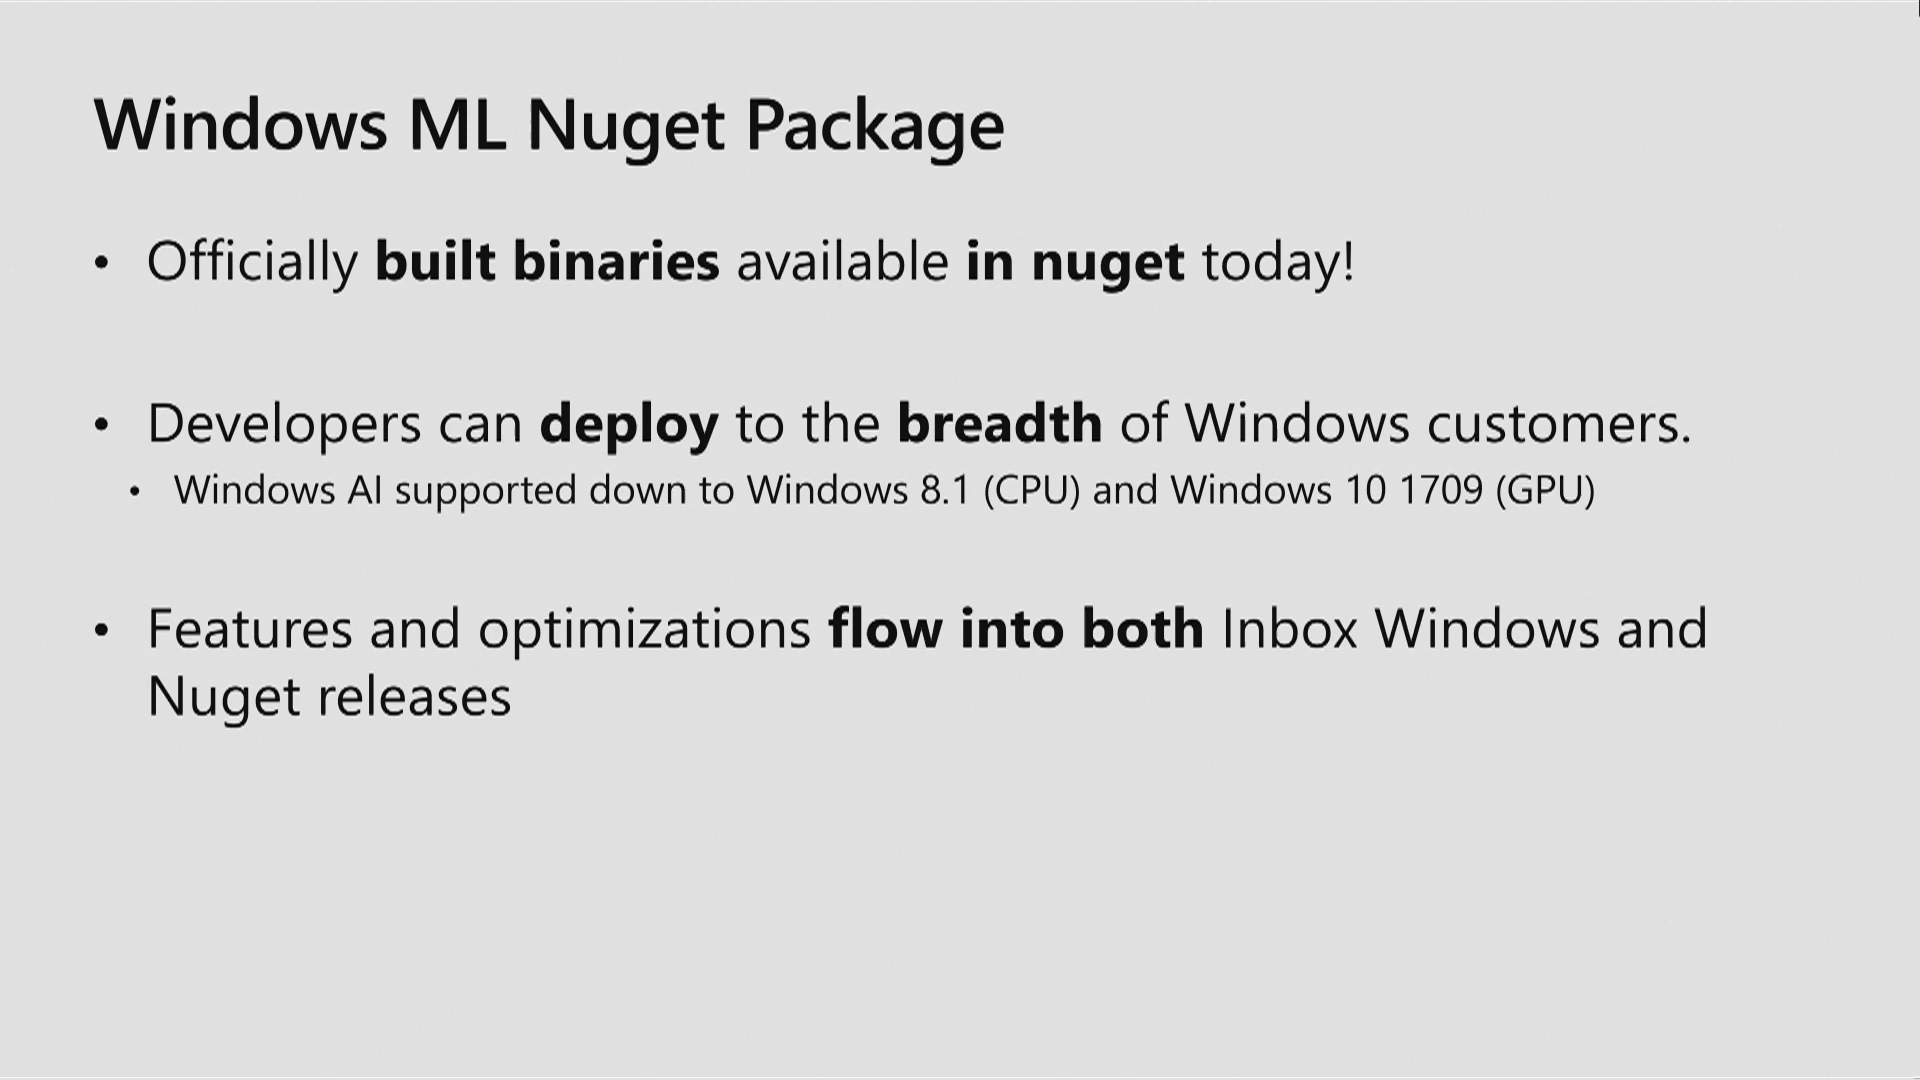 Windows ML Nuget Package
• Officially built binaries available in nuget today!
• Developers can deploy to the breadth of Windows customers.
• Windows AI supported down to Windows 8.1 (CPU) and Windows 10 1709 (GPU)
• Features and optimizations flow into both Inbox Windows and
Nuget releases